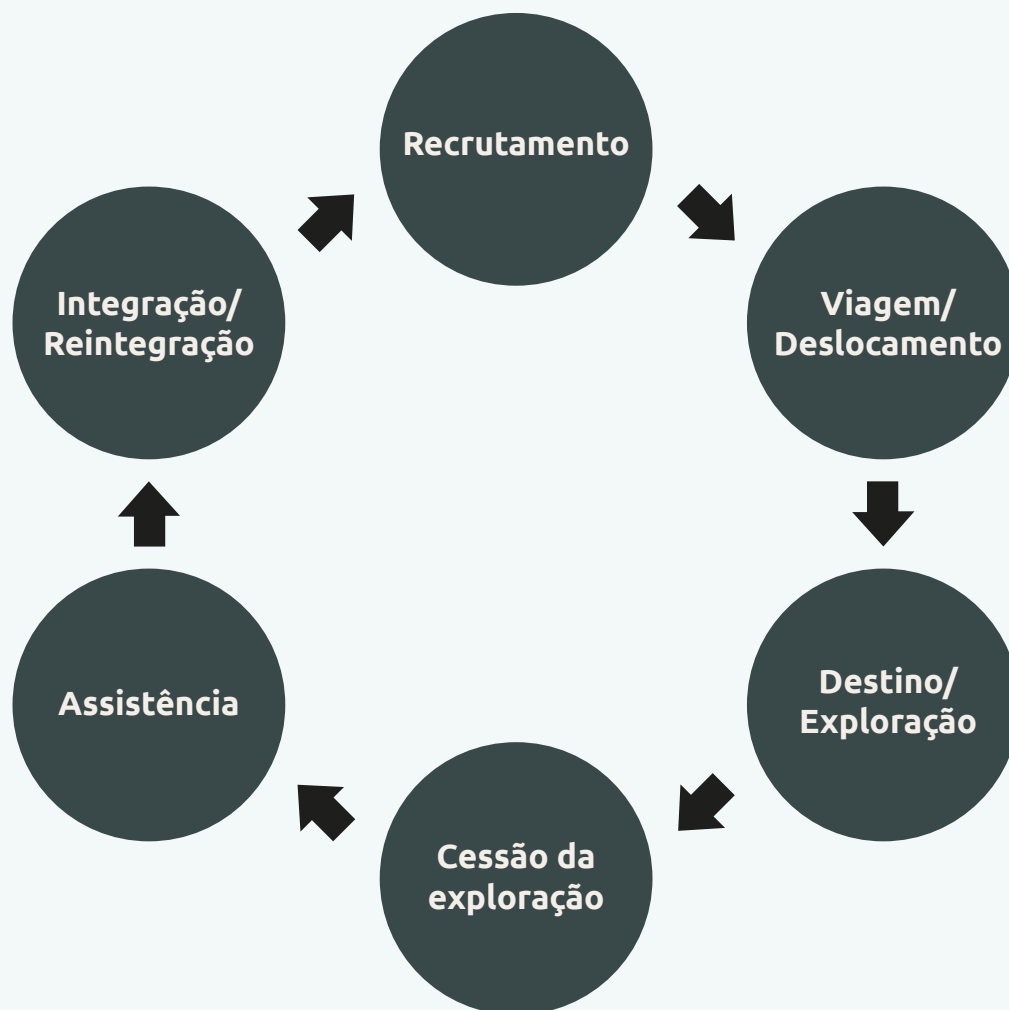 Recrutamento
Viagem/
Deslocamento
Destino/
Exploração
Cessão da
exploração
Assistência
Integração/
Reintegração